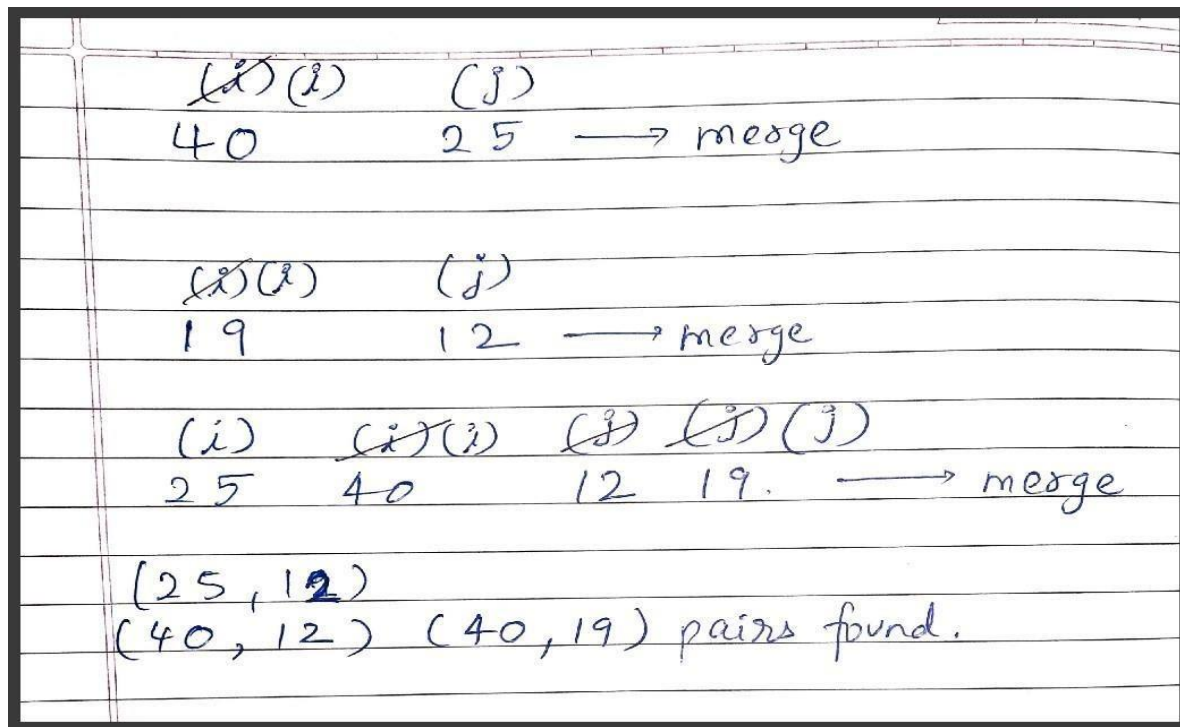 (i) (i) (j)
40 25 → merge
(i) (i) (j)
19 12 → merge
(i) (i) (i) (j) (j) (j)
25 40 12 19. → merge
(25, 12)
(40, 12) (40, 19) pairs found.